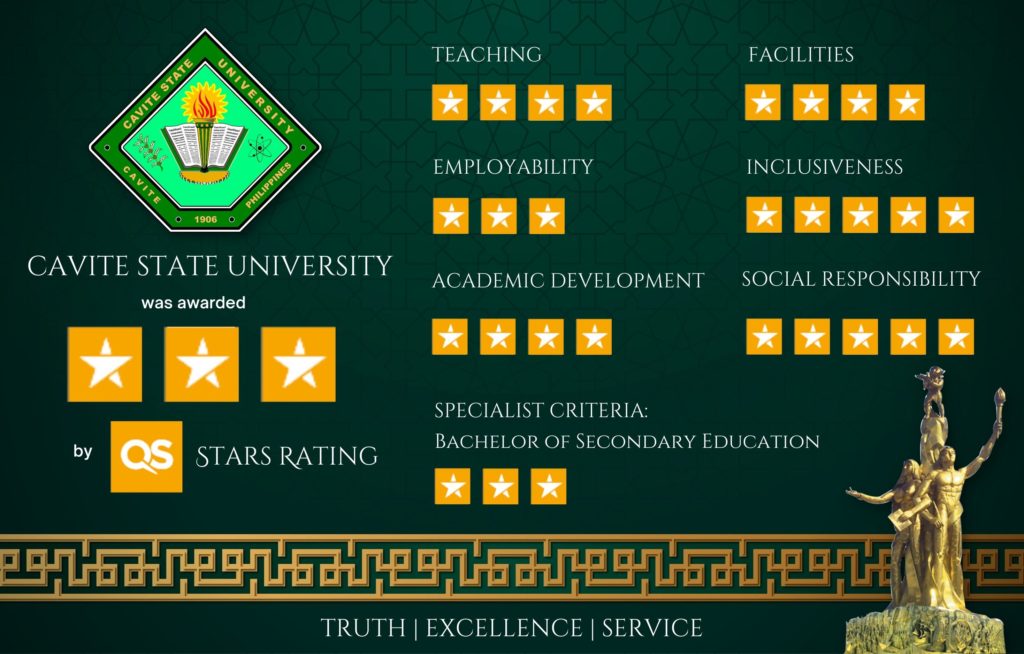 CAVITE STATE UNIVERSITY
CAVITE
PHILIPPINES
1906
CAVITE STATE UNIVERSITY
was awarded
by
QS
STARS RATING
TEACHING
EMPLOYABILITY
ACADEMIC DEVELOPMENT
SPECIALIST CRITERIA:
BACHELOR OF SECONDARY EDUCATION
FACILITIES
INCLUSIVENESS
SOCIAL RESPONSIBILITY
TRUTH | EXCELLENCE | SERVICE